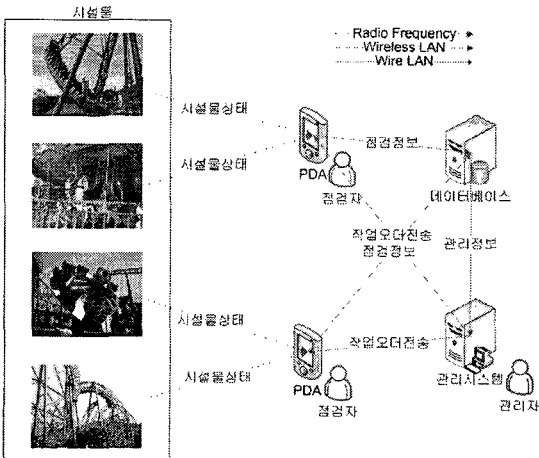 시설물
Radio Frequency
Wireless LAN
Wire LAN
시설물상태
시설물상태
PDA
점검자
점검정보
데이터베이스
작업오더전송
점검정보
관리정보
시설물상태
시설물상태
PDA
점검자
작업오더전송
관리시스템
관리자